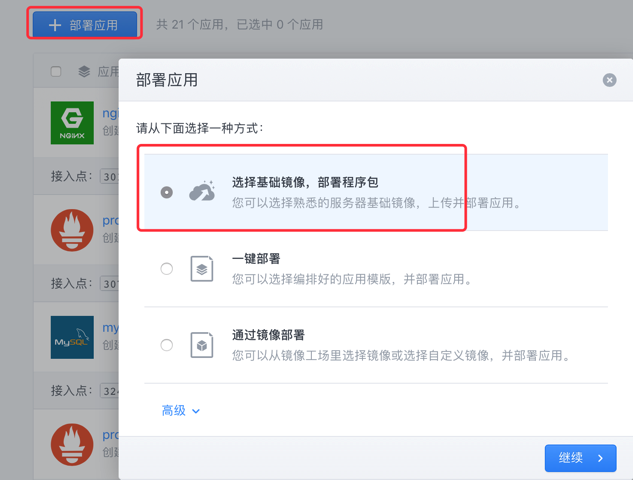 部署应用
共 21 个应用，已选中 0 个应用
应用
部署应用
请从下面选择一种方式：
NGiNX
ngi
创建
选择基础镜像，部署程序包
您可以选择熟悉的服务器基础镜像，上传并部署应用。
接入点：
pro
创建
一键部署
您可以选择编排好的应用模版，并部署应用。
接入点：
MySQL
my
创建
通过镜像部署
您可以从镜像工场里选择镜像或选择自定义镜像，并部署应用。
接入点：
324
高级
pro
创建
继续